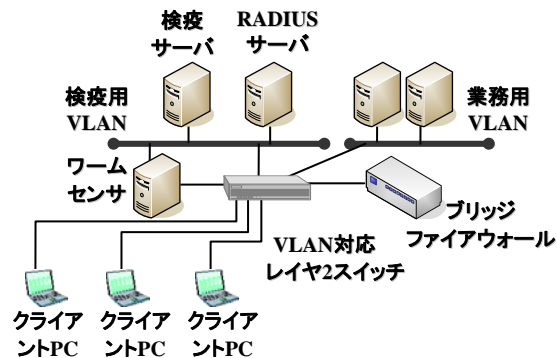 検疫
サーバ
RADIUS
サーバ
検疫用
VLAN
業務用
VLAN
ワーム
センサ
ブリッジ
ファイアウォール
VLAN対応
レイヤ2スイッチ
クライア
ントPC
クライア
ントPC
クライア
ントPC